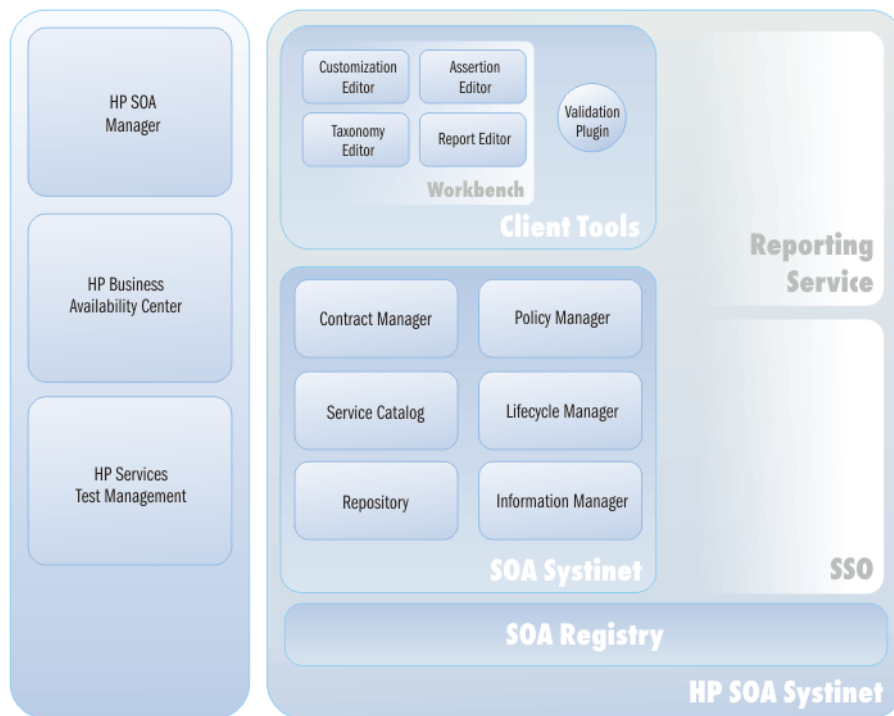 HP SOA
Manager
HP Business
Availability Center
HP Services
Test Management
Customization
Editor
Assertion
Editor
Taxonomy
Editor
Report Editor
Workbench
Validation
Plugin
Client Tools
Contract Manager
Policy Manager
Service Catalog
Lifecycle Manager
Repository
Information Manager
SOA Systinet
Reporting
Service
SSO
SOA Registry
HP SOA Systinet